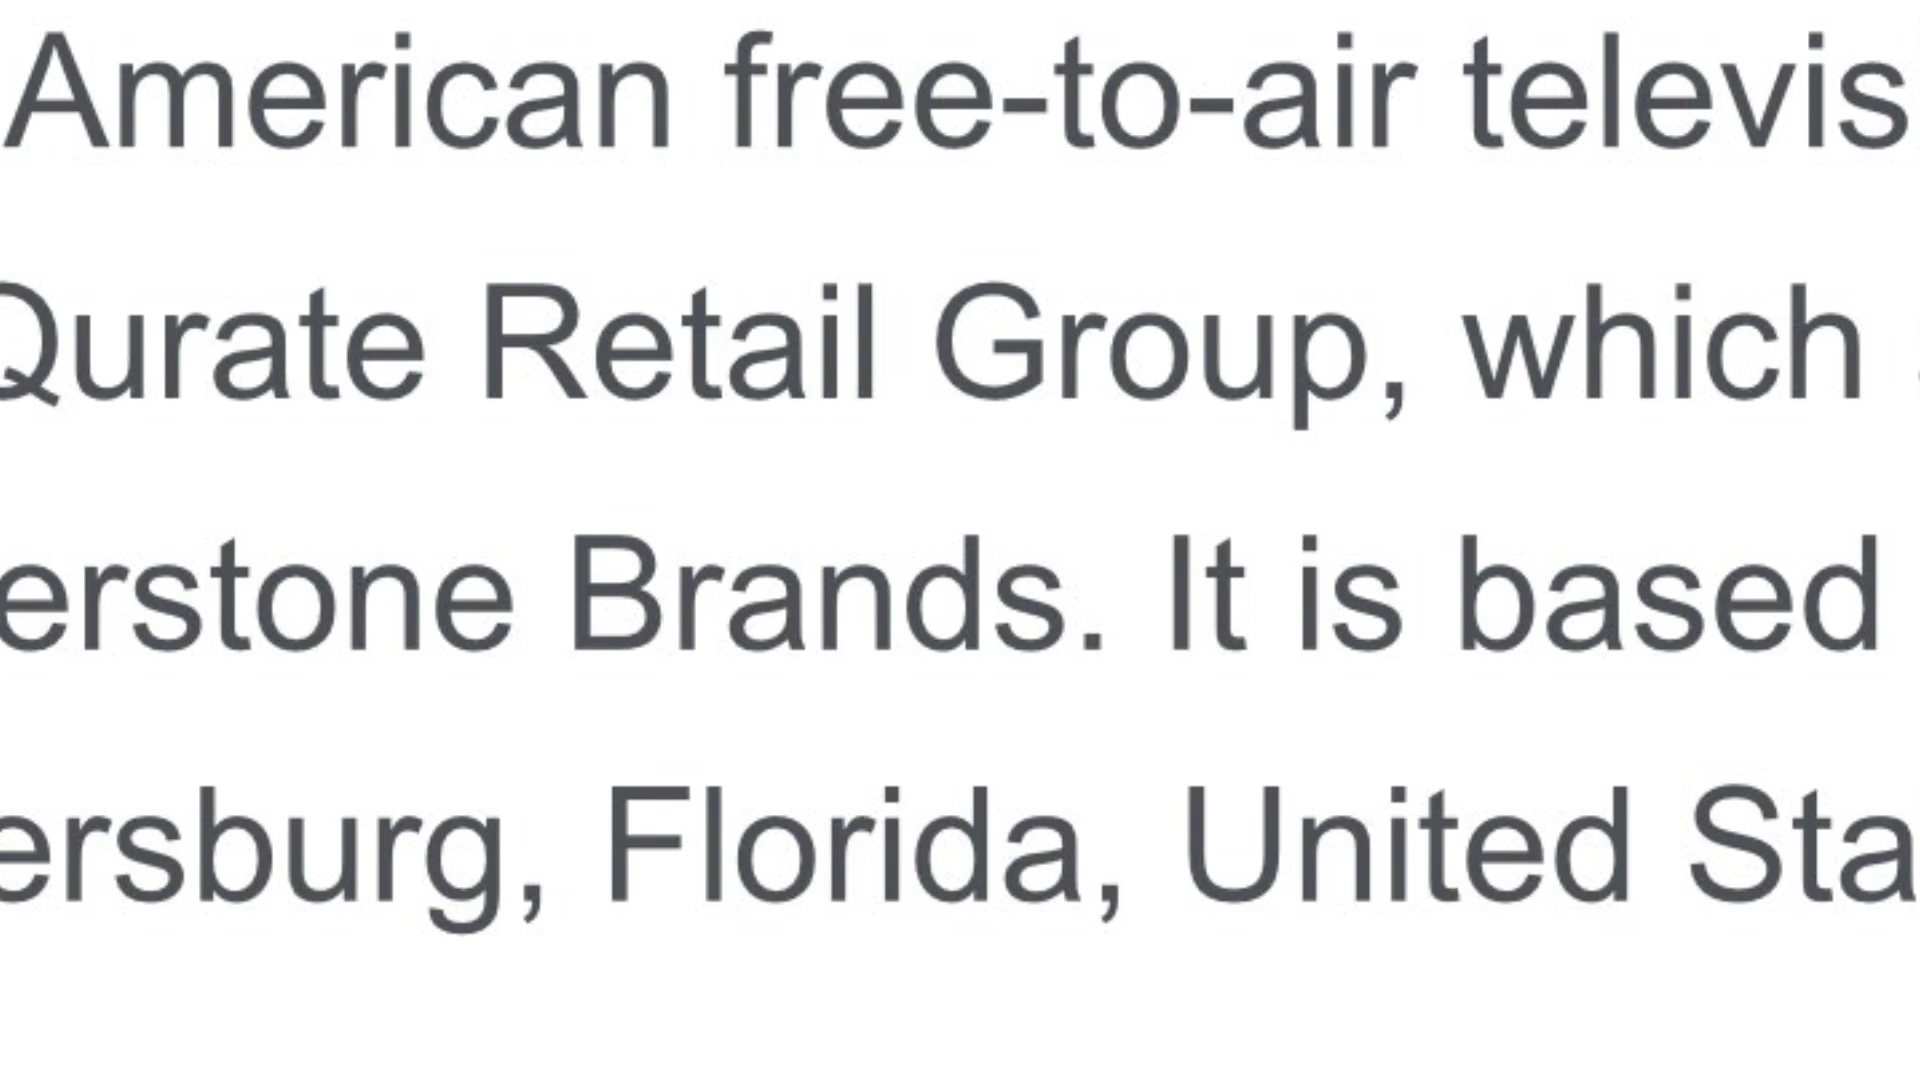 American free-to-air televis
Qurate Retail Group, which
erstone Brands. It is based
ersburg, Florida, United Sta